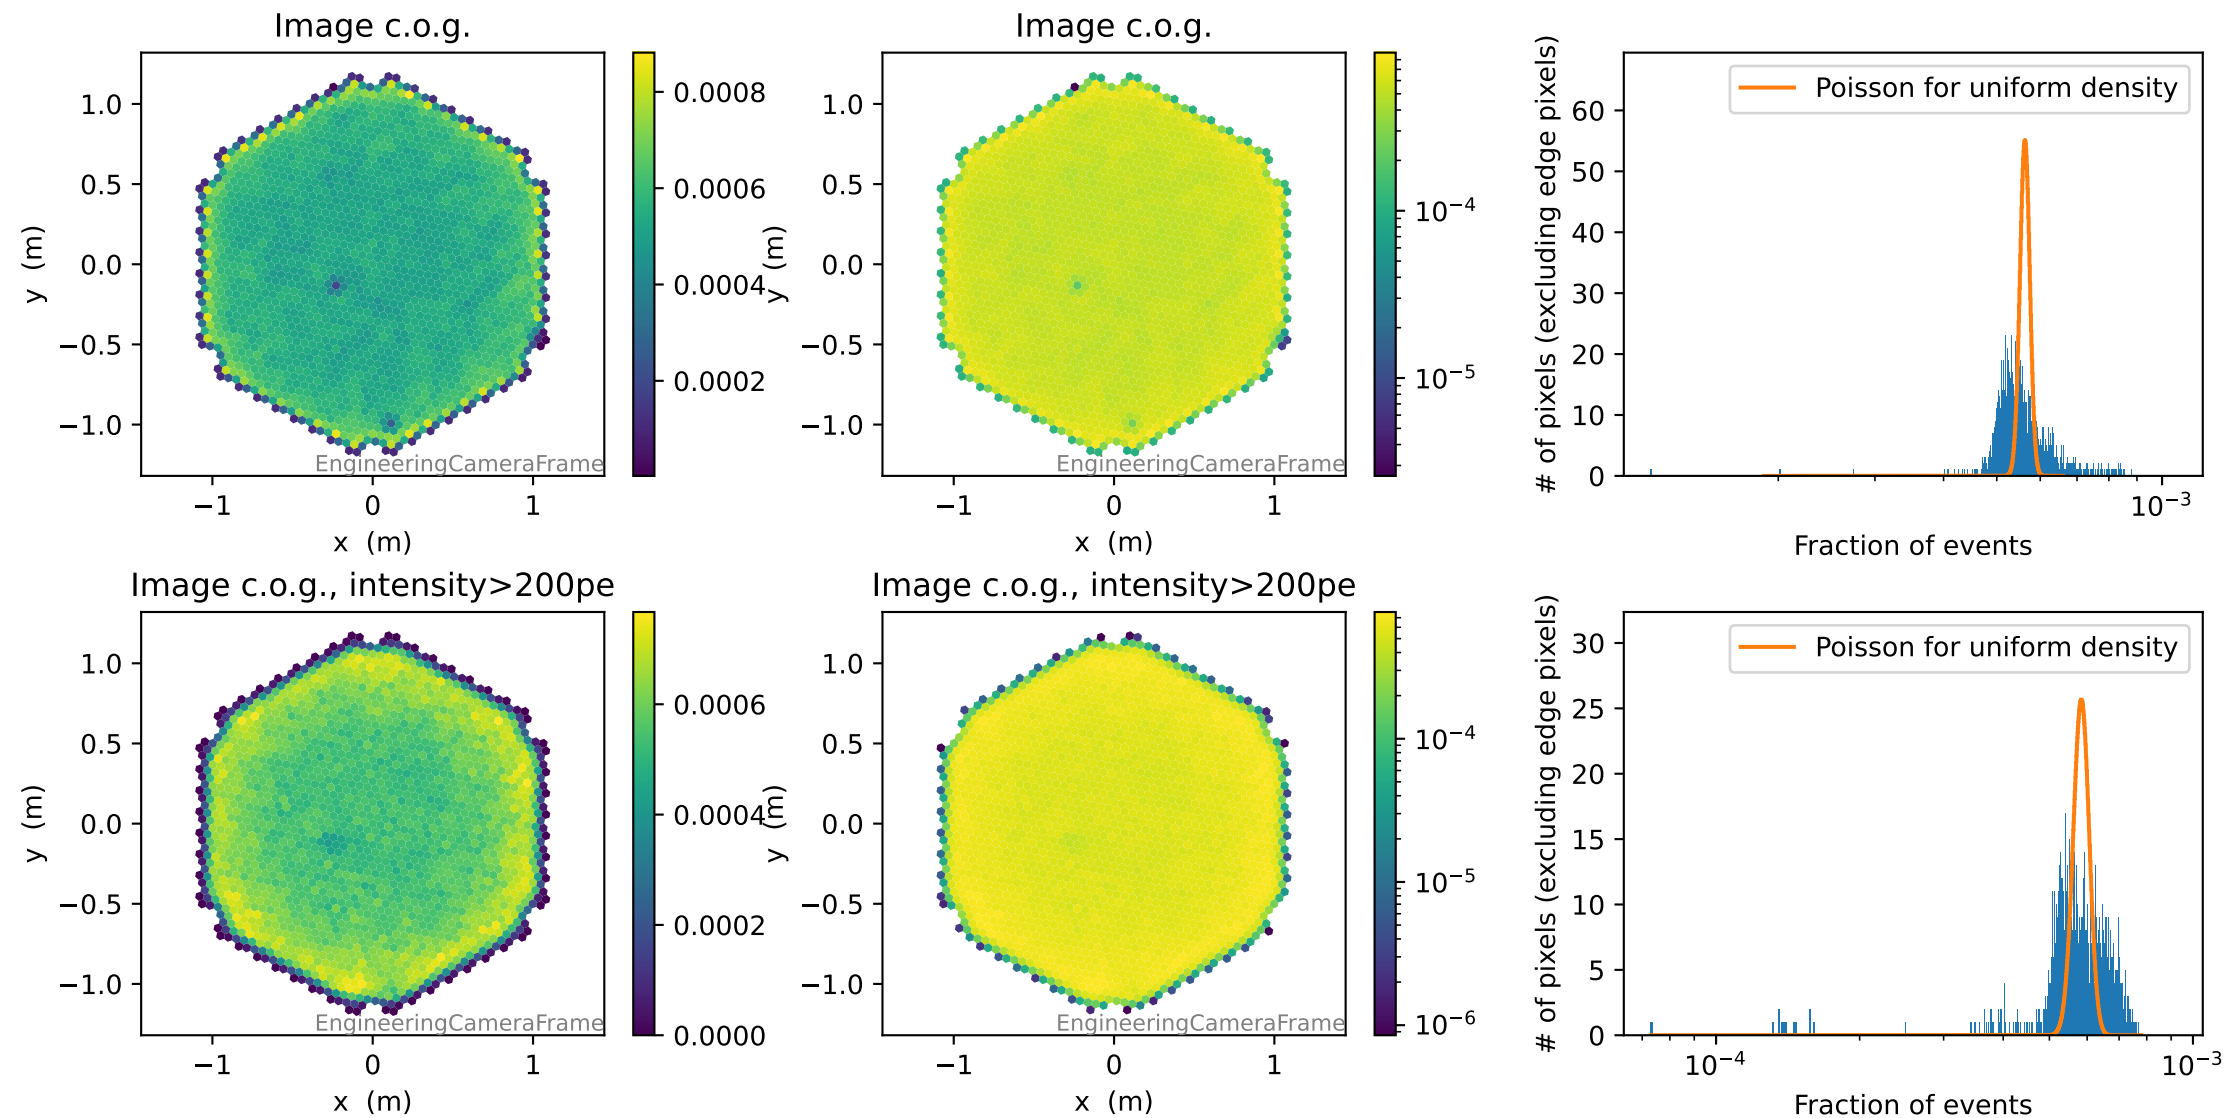 Image c.o.g.
1.0
0.5
0.0
−0.5
−1.0
y (m)
−1
0
1
x (m)
EngineeringCameraFrame
0.0008
0.0006
0.0004
0.0002
Image c.o.g.
1.0
0.5
0.0
−0.5
−1.0
y (m)
−1
0
1
x (m)
EngineeringCameraFrame
10⁻⁴
10⁻⁵
Poisson for uniform density
# of pixels (excluding edge pixels)
60
50
40
30
20
10
0
10⁻³
Fraction of events
Image c.o.g., intensity>200pe
1.0
0.5
0.0
−0.5
−1.0
y (m)
−1
0
1
x (m)
EngineeringCameraFrame
0.0006
0.0004
0.0002
0.0000
Image c.o.g., intensity>200pe
1.0
0.5
0.0
−0.5
−1.0
y (m)
−1
0
1
x (m)
EngineeringCameraFrame
10⁻⁴
10⁻⁵
10⁻⁶
Poisson for uniform density
# of pixels (excluding edge pixels)
30
25
20
15
10
5
0
10⁻⁴
10⁻³
Fraction of events